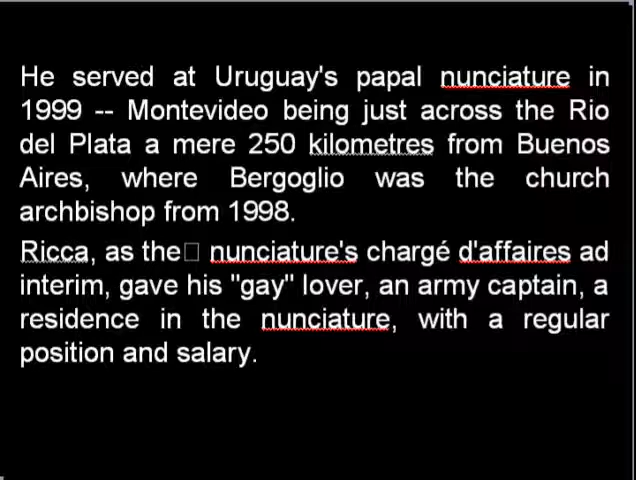 He served at Uruguay's papal nunciature in
1999 -- Montevideo being just across the Rio
del Plata a mere 250 kilometres from Buenos
Aires, where Bergoglio was the church
archbishop from 1998.
Ricca, as the□ nunciature's chargé d'affaires ad
interim, gave his "gay" lover, an army captain, a
residence in the nunciature, with a regular
position and salary.